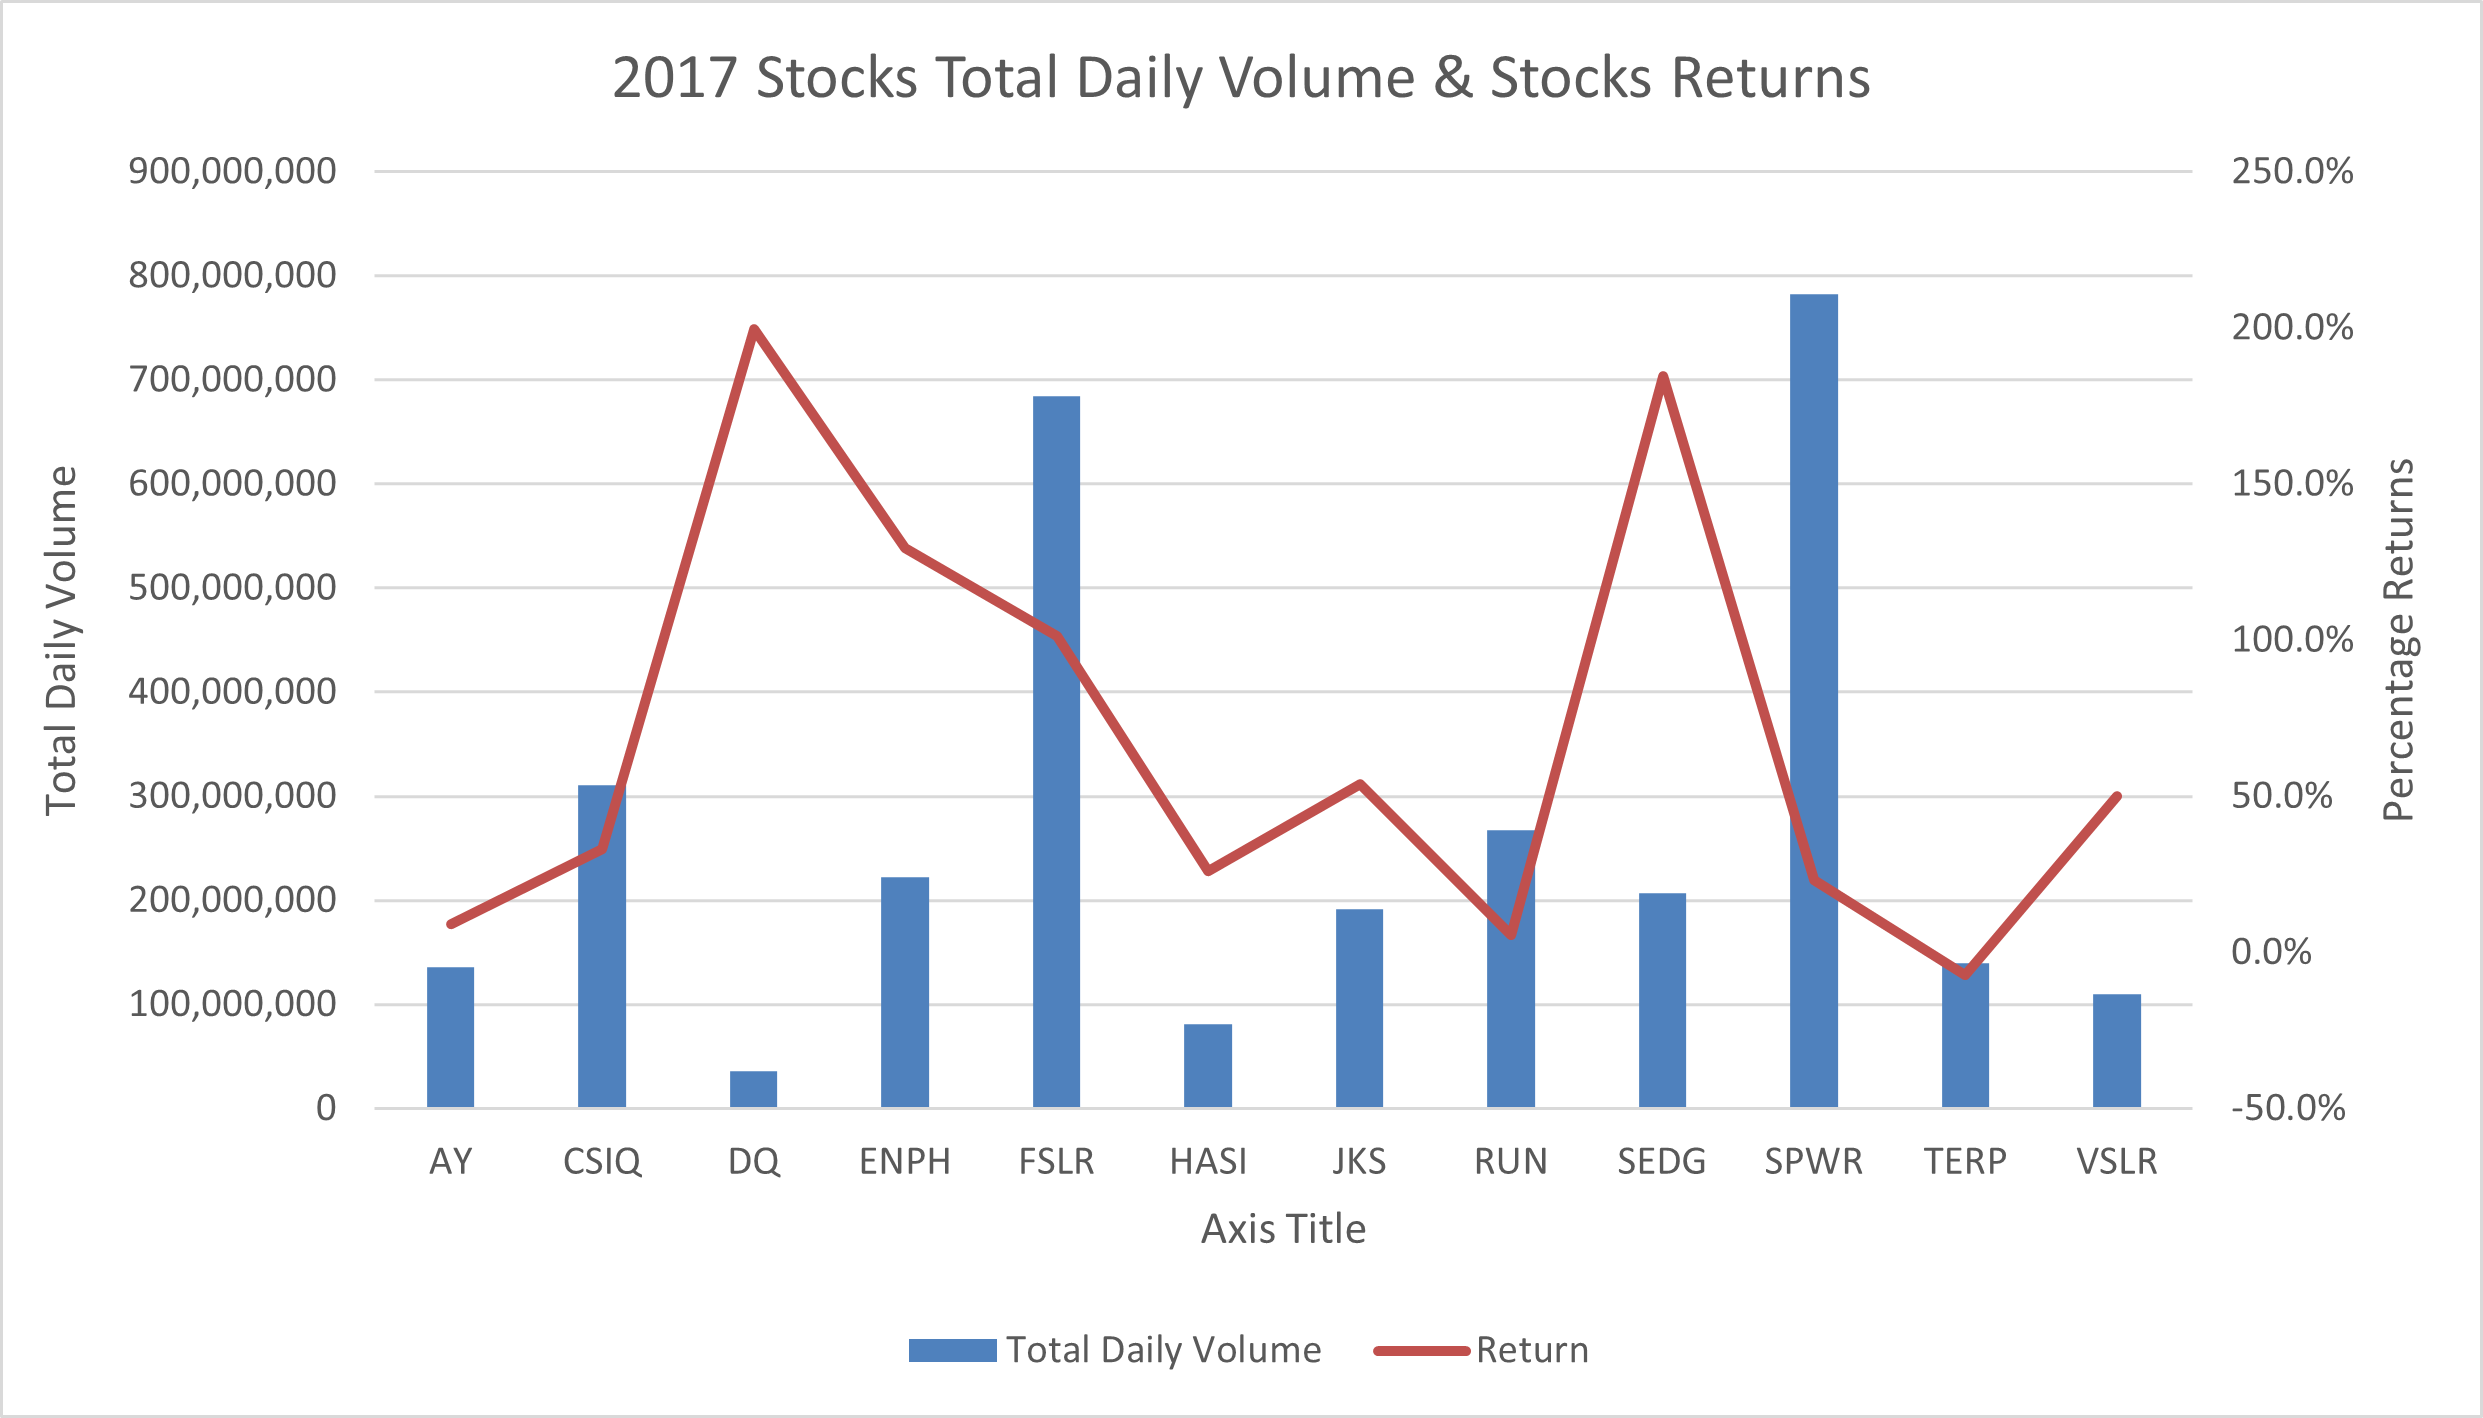 2017 Stocks Total Daily Volume & Stocks Returns
900,000,000
800,000,000
700,000,000
600,000,000
500,000,000
400,000,000
300,000,000
200,000,000
100,000,000
0
Total Daily Volume
250.0%
200.0%
150.0%
100.0%
50.0%
0.0%
-50.0%
Percentage Returns
AY CSIQ DQ ENPH FSLR HASI JKS RUN SEDG SPWR TERP VSLR
Axis Title
Total Daily Volume Return